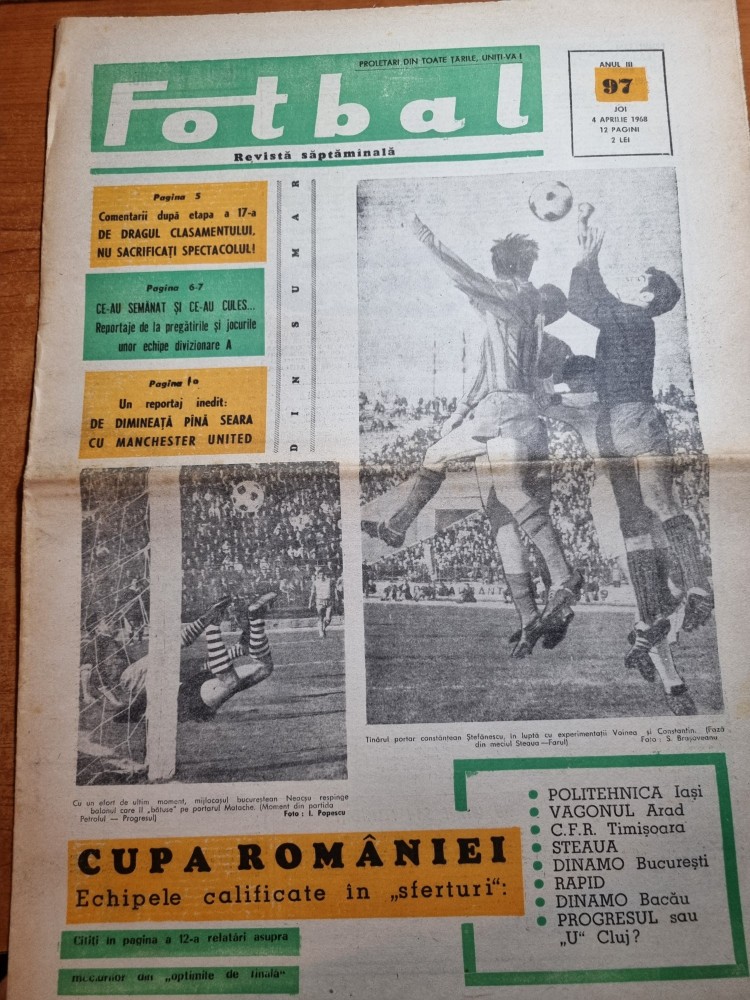 PROLETARI DIN TOATE ȚĂRILE, UNIȚI-VĂ !
Fotbal
Revistă săptămînală
ANUL III
97
JOI
4 APRILIE 1968
12 PAGINI
2 LEI
Pagina 5
Comentarii după etapa a 17-a
DE DRAGUL CLASAMENTULUI,
NU SACRIFICAȚI SPECTACOLUL!
Pagina 6-7
CE-AU SEMĂNAT ȘI CE-AU CULES...
Reportaje de la pregătirile și jocurile
unor echipe divizionare A
Pagina 10
Un reportaj inedit:
DE DIMINEAȚĂ PÎNĂ SEARA
CU MANCHESTER UNITED
DIN SUMAR
Tînărul portar constănțean Ștefănescu, în luptă cu experimentații Voinea și Constantin. (Fază
din meciul Steaua—Farul)
Foto : S. Brașoveanu
Cu un efort de ultim moment, mijlocașul bucureștean Neacșu respinge
balonul care îl „bătuse" pe portarul Matache. (Moment din partida
Petrolul — Progresul)
Foto : I. Popescu
CUPA ROMÂNIEI
Echipele calificate în „sferturi":
Citiți în pagina a 12-a relatări asupra
meciurilor din „optimile de finală"
• POLITEHNICA Iași
• VAGONUL Arad
• C.F.R. Timișoara
• STEAUA
• DINAMO București
• RAPID
• DINAMO Bacău
• PROGRESUL sau
„U" Cluj?